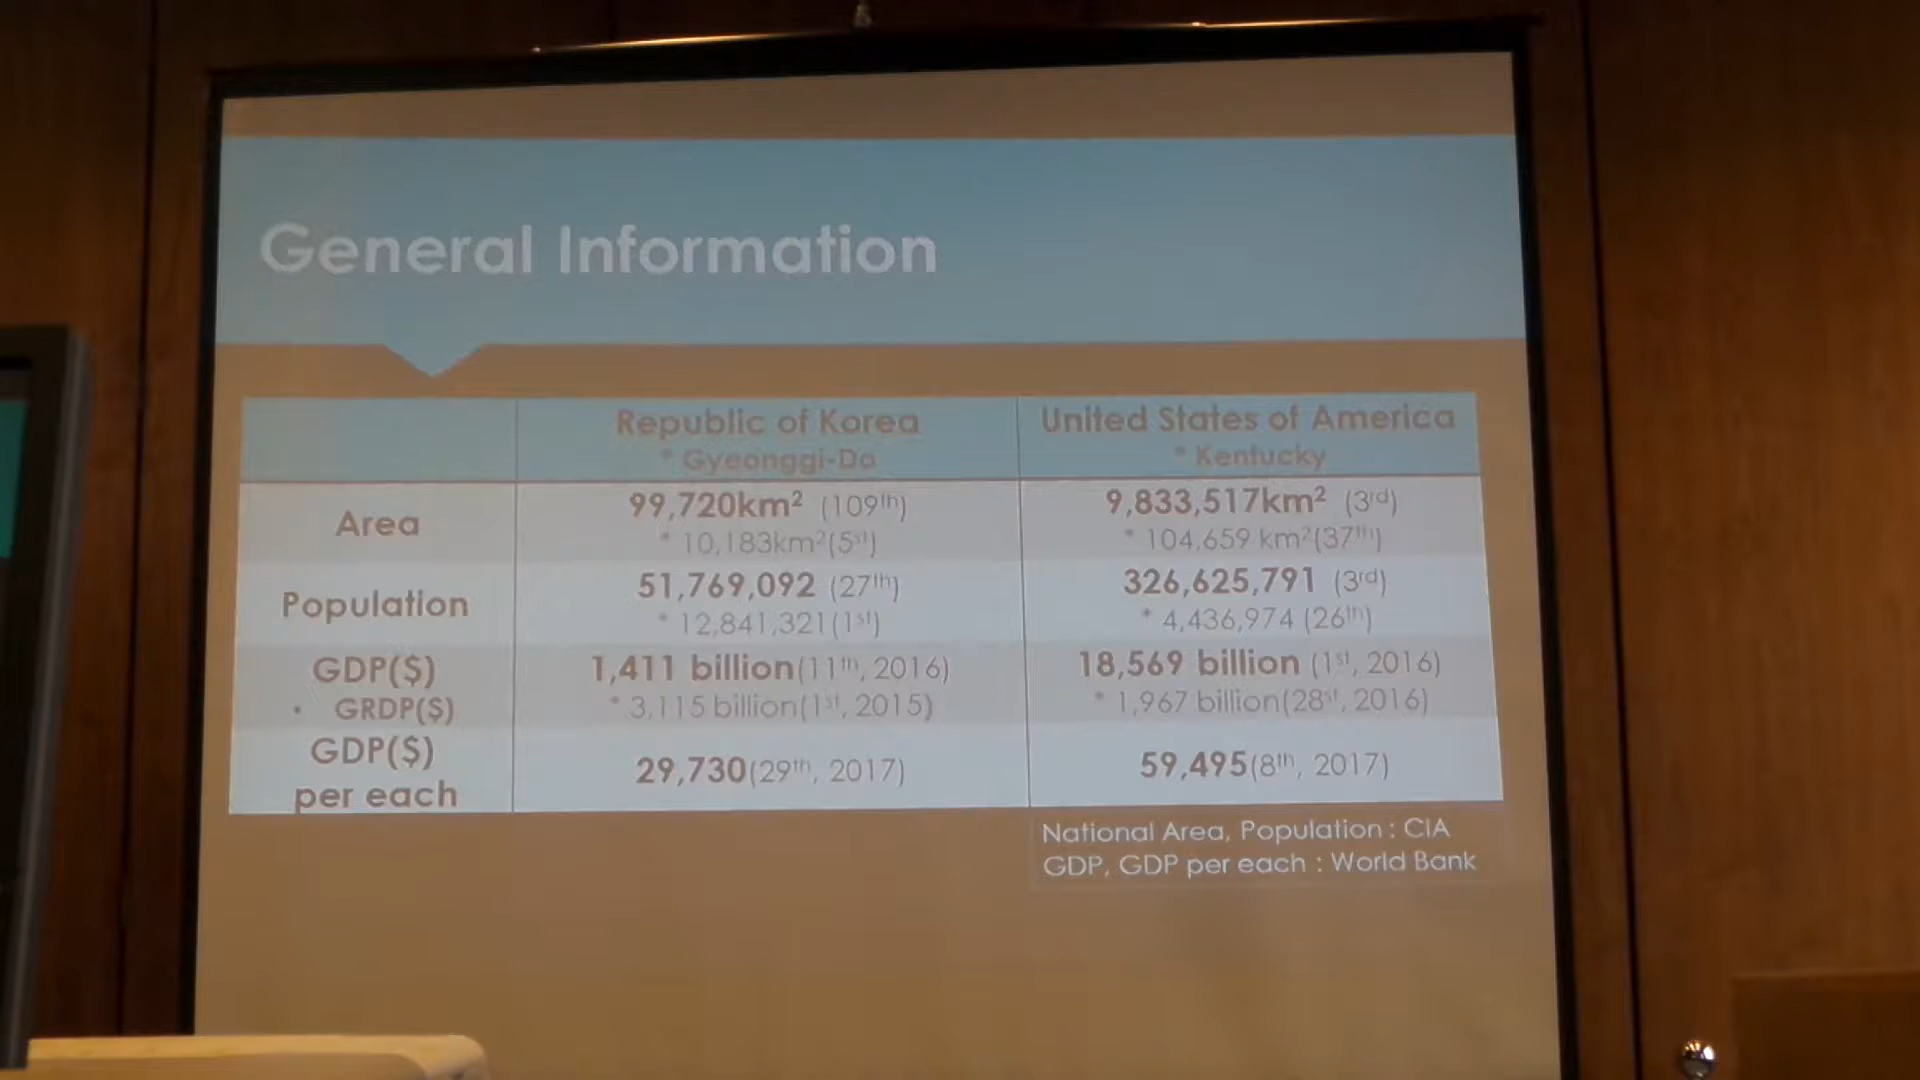 General Information
Republic of Korea
* Gyeonggi-Do
United States of America
* Kentucky
Area
99,720km² (109th)
* 10,183km²(5st)
9,833,517km² (3rd)
* 104,659 km²(37th)
Population
51,769,092 (27th)
* 12,841,321(1st)
326,625,791 (3rd)
* 4,436,974 (26th)
GDP($)
• GRDP($)
1,411 billion(11th, 2016)
* 3,115 billion(1st, 2015)
18,569 billion (1st, 2016)
* 1,967 billion(28st, 2016)
GDP($)
per each
29,730(29th, 2017)
59,495(8th, 2017)
National Area, Population : CIA
GDP, GDP per each : World Bank